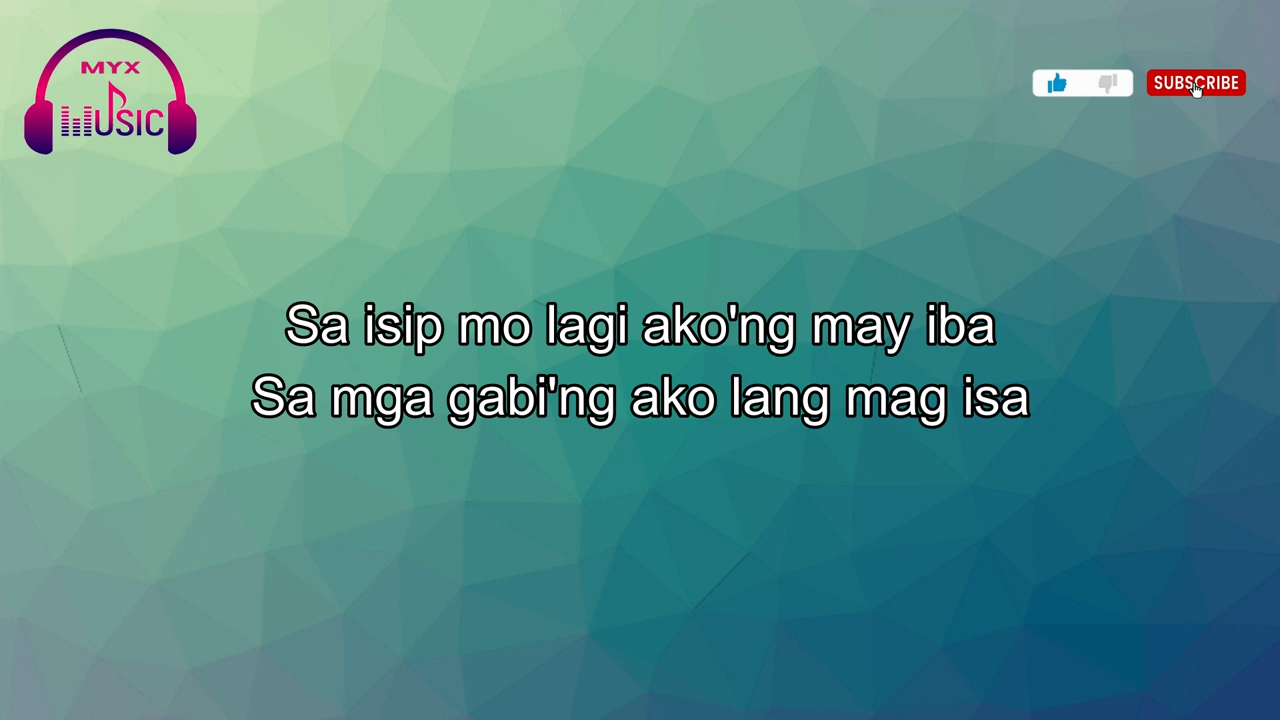 MYX
MUSIC
SUBSCRIBE
Sa isip mo lagi ako'ng may iba
Sa mga gabi'ng ako lang mag isa